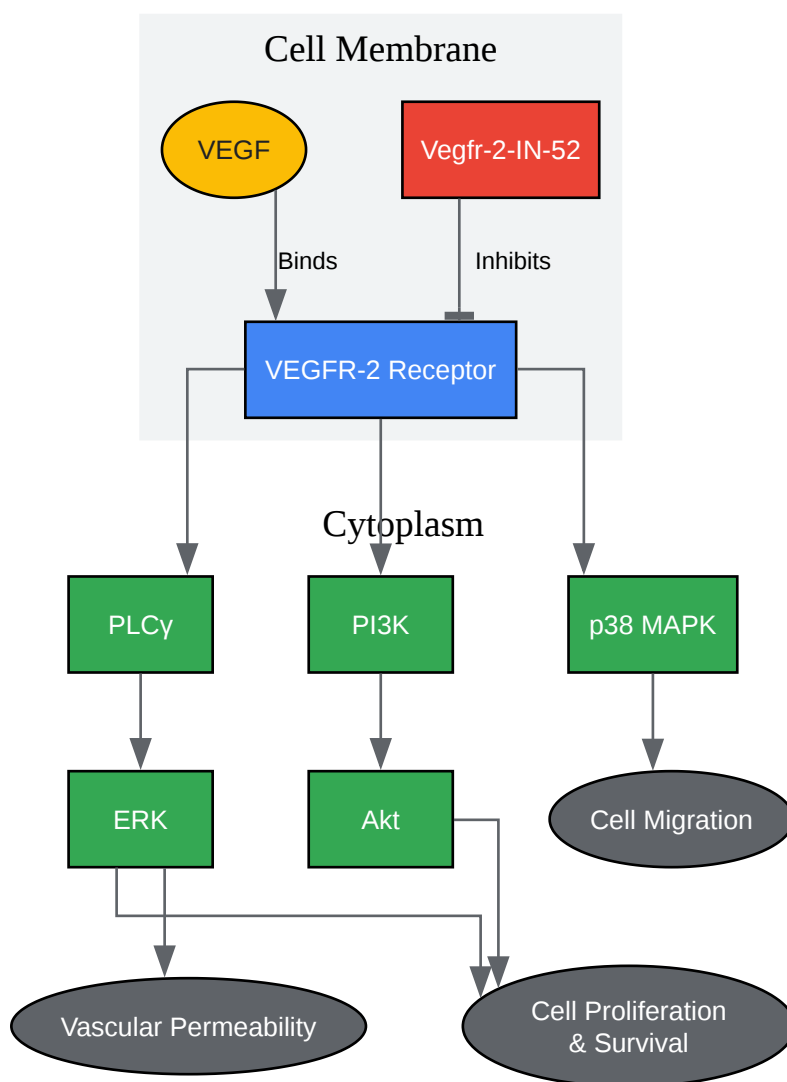 Cell Membrane
VEGF
Vegfr-2-IN-52
Binds
Inhibits
VEGFR-2 Receptor
Cytoplasm
PLCγ
PI3K
p38 MAPK
ERK
Akt
Cell Migration
Vascular Permeability
Cell Proliferation
& Survival